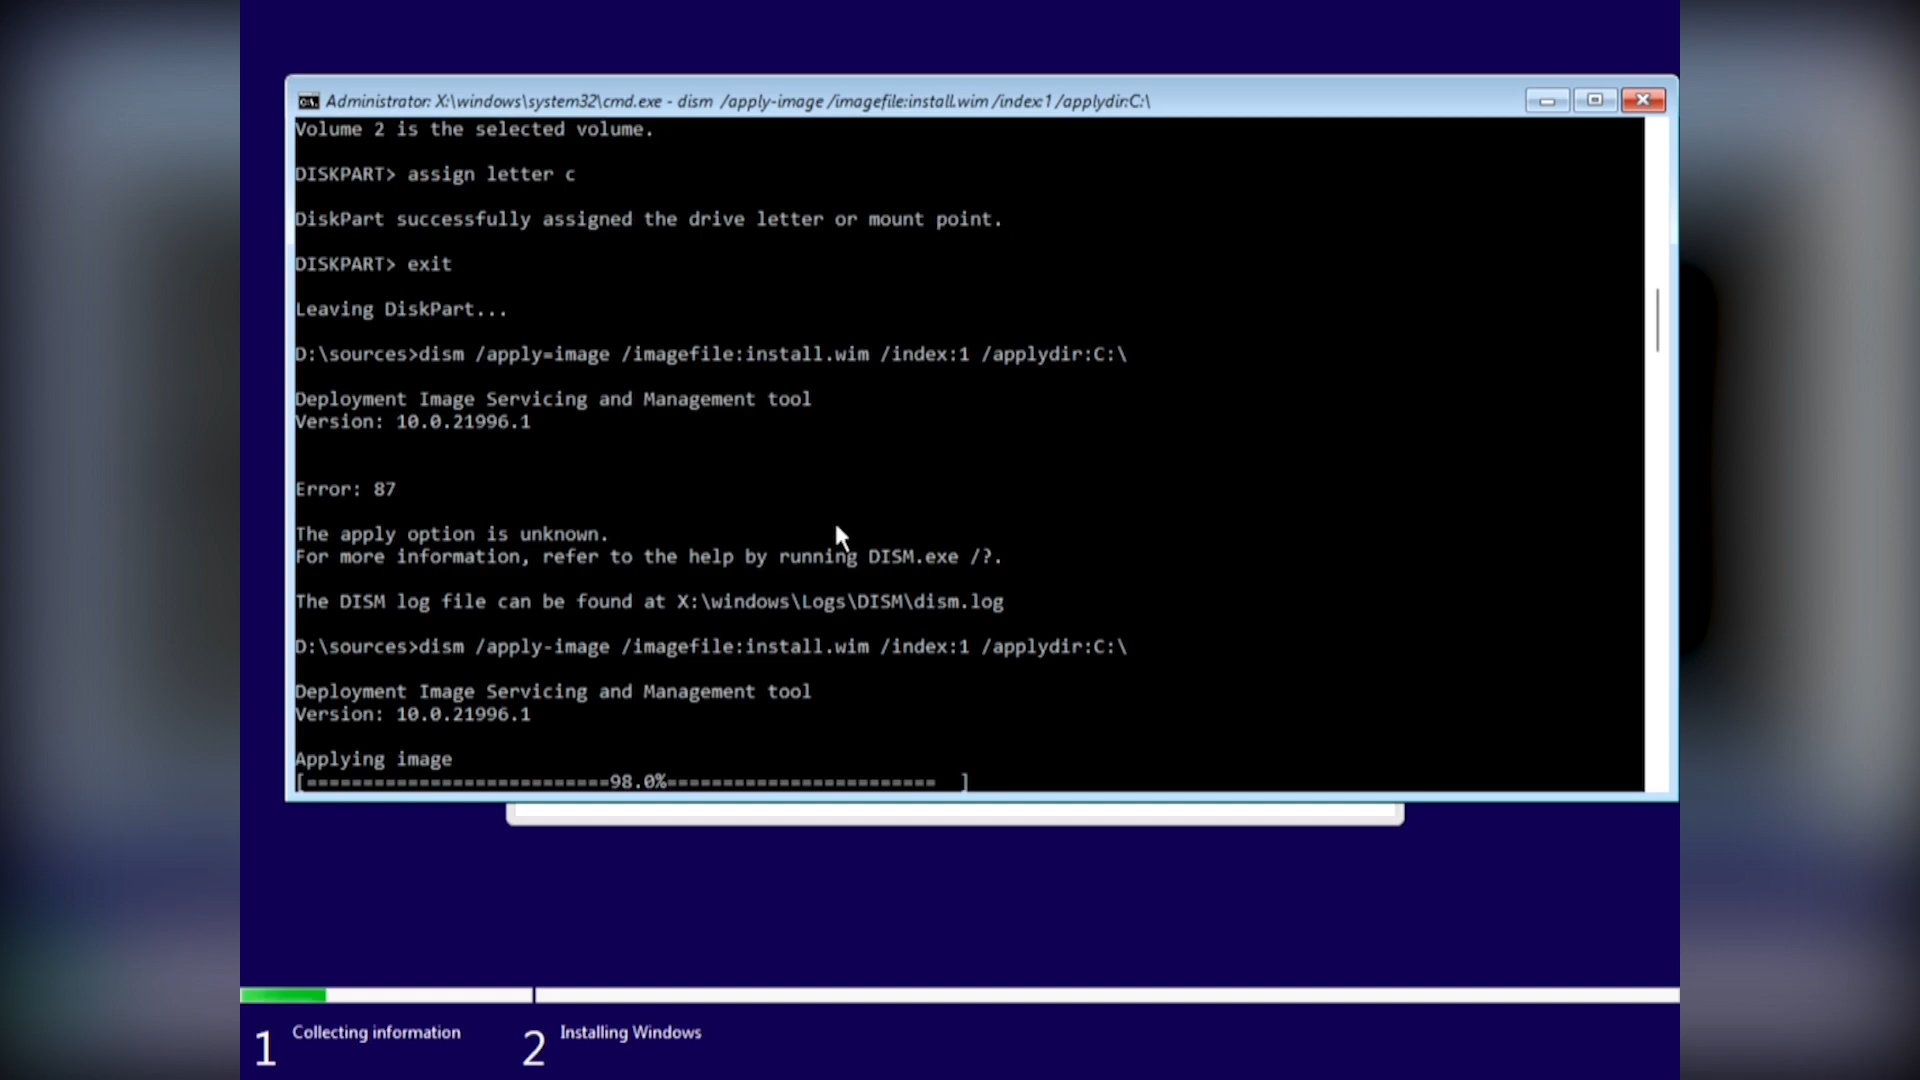 Administrator: X:\windows\system32\cmd.exe - dism /apply-image /imagefile:install.wim /index:1 /applydir:C:\
Volume 2 is the selected volume.
DISKPART> assign letter c
DiskPart successfully assigned the drive letter or mount point.
DISKPART> exit
Leaving DiskPart...
D:\sources>dism /apply=image /imagefile:install.wim /index:1 /applydir:C:\
Deployment Image Servicing and Management tool
Version: 10.0.21996.1
Error: 87
The apply option is unknown.
For more information, refer to the help by running DISM.exe /?.
The DISM log file can be found at X:\windows\Logs\DISM\dism.log
D:\sources>dism /apply-image /imagefile:install.wim /index:1 /applydir:C:\
Deployment Image Servicing and Management tool
Version: 10.0.21996.1
Applying image
[===========================98.0%======================== ]
1 Collecting information
2 Installing Windows